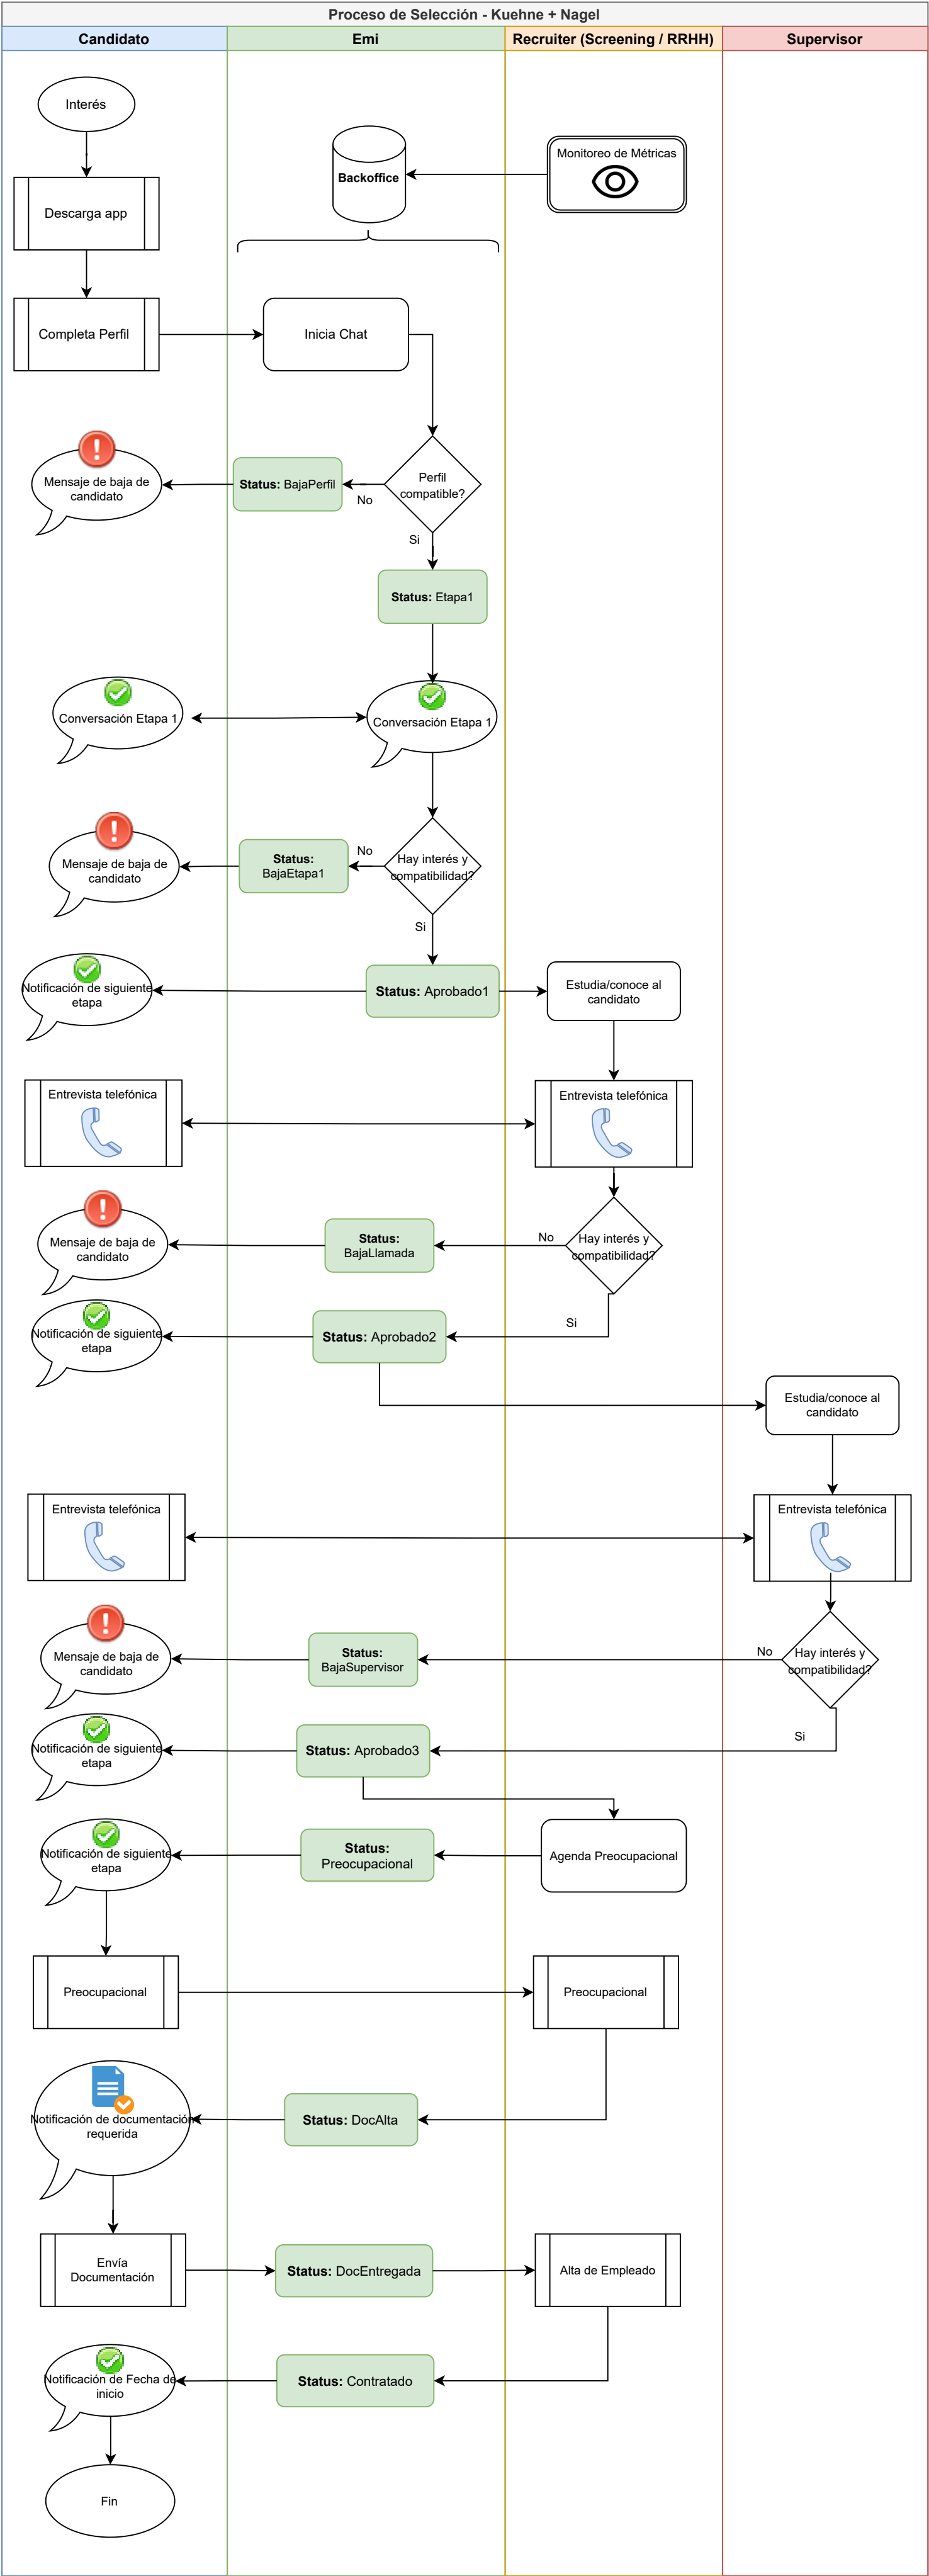 Proceso de Selección - Kuehne + Nagel
Candidato
Emi
Recruiter (Screening / RRHH)
Supervisor
Interés
Descarga app
Backoffice
Monitoreo de Métricas
Completa Perfil
Inicia Chat
Perfil
compatible?
No
Status: BajaPerfil
Mensaje de baja de
candidato
Si
Status: Etapa1
Conversación Etapa 1
Conversación Etapa 1
Hay interés y
compatibilidad?
No
Status:
BajaEtapa1
Mensaje de baja de
candidato
Si
Status: Aprobado1
Notificación de siguiente
etapa
Estudia/conoce al
candidato
Entrevista telefónica
Entrevista telefónica
Hay interés y
compatibilidad?
No
Status:
BajaLlamada
Mensaje de baja de
candidato
Si
Status: Aprobado2
Notificación de siguiente
etapa
Estudia/conoce al
candidato
Entrevista telefónica
Entrevista telefónica
Hay interés y
compatibilidad?
No
Status:
BajaSupervisor
Mensaje de baja de
candidato
Si
Status: Aprobado3
Notificación de siguiente
etapa
Agenda Preocupacional
Status:
Preocupacional
Notificación de siguiente
etapa
Preocupacional
Preocupacional
Status: DocAlta
Notificación de documentación
requerida
Envía
Documentación
Status: DocEntregada
Alta de Empleado
Status: Contratado
Notificación de Fecha de
inicio
Fin